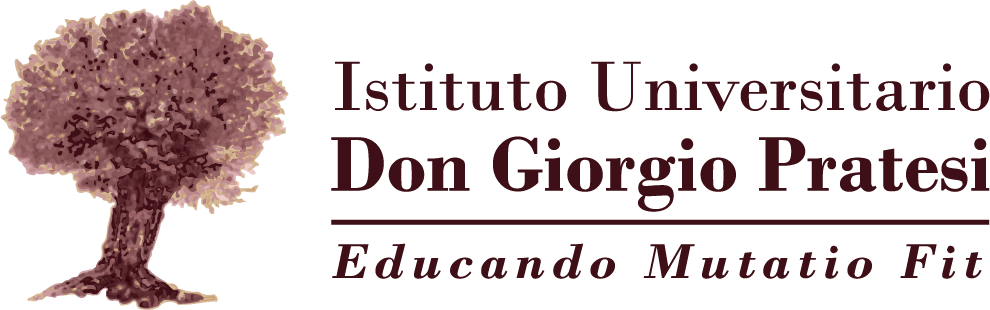 Istituto Universitario
Don Giorgio Pratesi
Educando Mutatio Fit